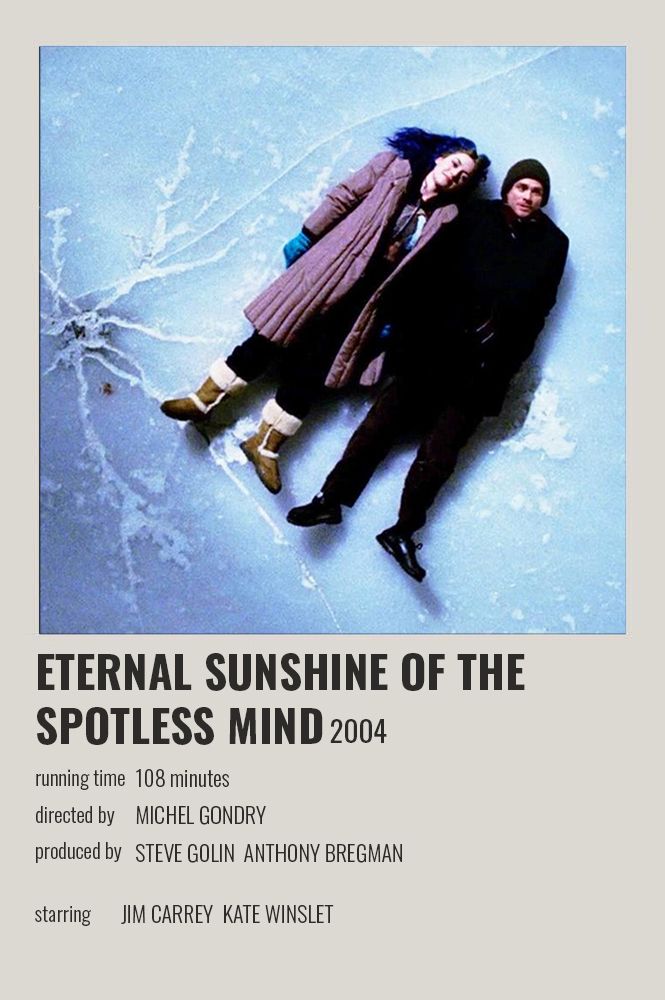 ETERNAL SUNSHINE OF THE
SPOTLESS MIND 2004
running time 108 minutes
directed by MICHEL GONDRY
produced by STEVE GOLIN ANTHONY BREGMAN
starring JIM CARREY KATE WINSLET